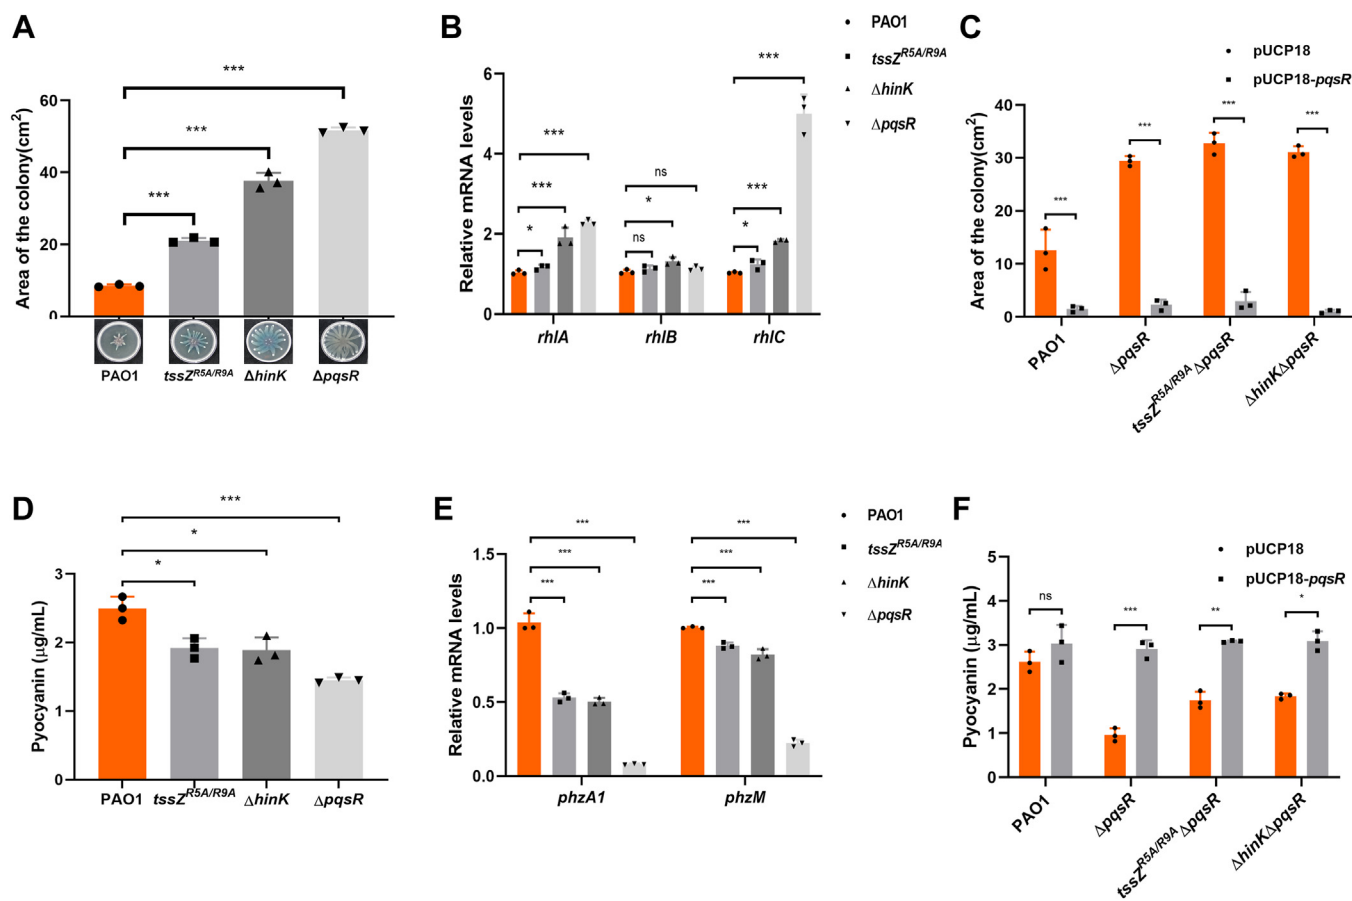 A
Area of the colony(cm²)
60
40
20
0
***
***
***
PAO1
tssZR5A/R9A
ΔhinK
ΔpqsR
B
Relative mRNA levels
6
4
2
0
***
***
*
ns
*
ns
***
***
*
rhlA
rhlB
rhlC
PAO1
tssZR5A/R9A
ΔhinK
ΔpqsR
C
pUCP18
pUCP18-pqsR
Area of the colony(cm²)
40
30
20
10
0
***
***
***
***
PAO1
ΔpqsR
tssZR5A/R9AΔpqsR
ΔhinKΔpqsR
D
Pyocyanin (μg/mL)
3
2
1
0
***
*
*
PAO1
tssZR5A/R9A
ΔhinK
ΔpqsR
E
Relative mRNA levels
1.5
1.0
0.5
0.0
***
***
***
***
***
***
phzA1
phzM
PAO1
tssZR5A/R9A
ΔhinK
ΔpqsR
F
pUCP18
pUCP18-pqsR
Pyocyanin (μg/mL)
5
4
3
2
1
0
ns
***
**
*
PAO1
ΔpqsR
tssZR5A/R9AΔpqsR
ΔhinKΔpqsR